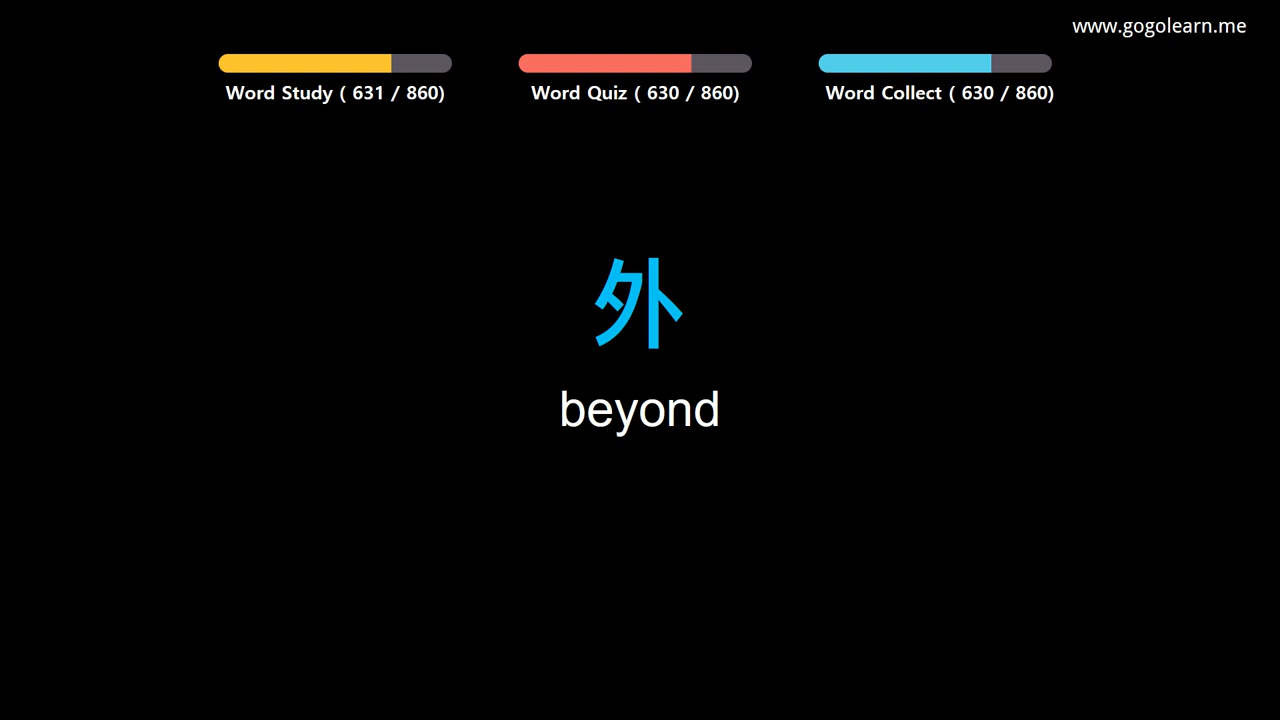 www.gogolearn.me
Word Study ( 631 / 860)
Word Quiz ( 630 / 860)
Word Collect ( 630 / 860)
外
beyond